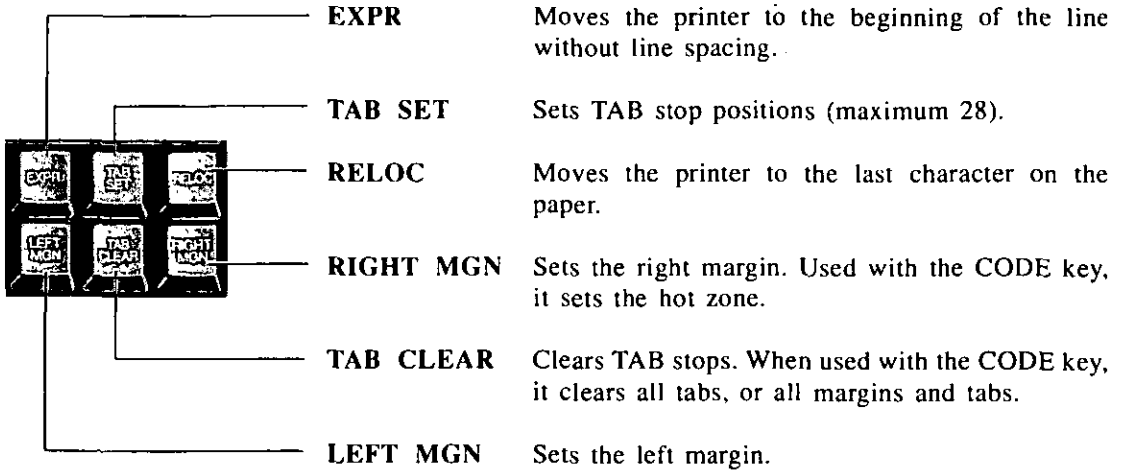 EXPR Moves the printer to the beginning of the line
without line spacing.
TAB SET Sets TAB stop positions (maximum 28).
EXPR TAB SET RELOC
RELOC Moves the printer to the last character on the
paper.
LEFT MGN TAB CLEAR RIGHT MGN
RIGHT MGN Sets the right margin. Used with the CODE key,
it sets the hot zone.
TAB CLEAR Clears TAB stops. When used with the CODE key,
it clears all tabs, or all margins and tabs.
LEFT MGN Sets the left margin.